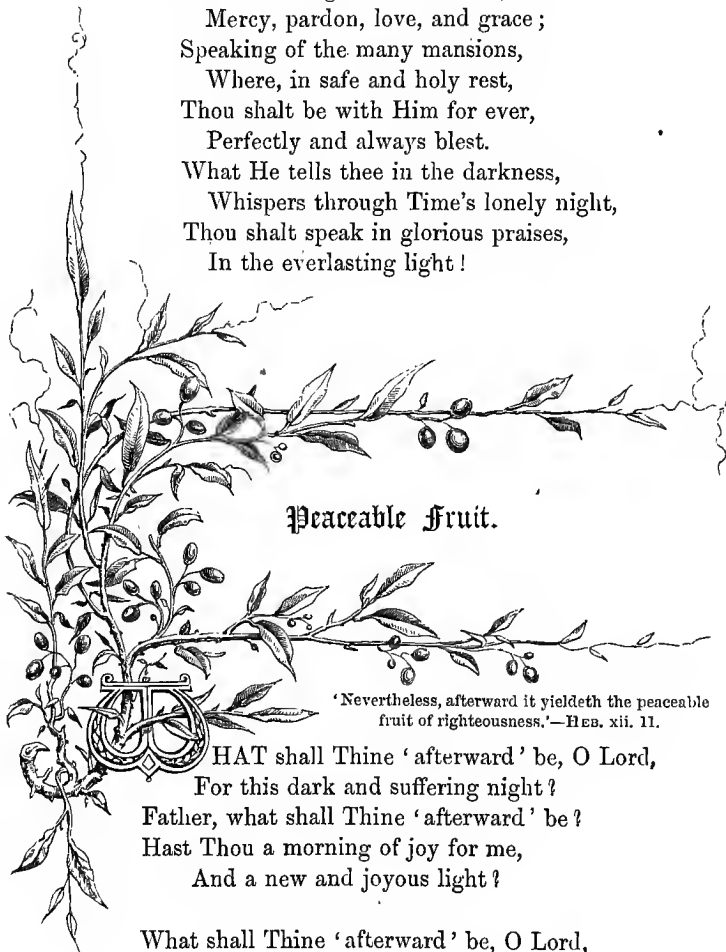 Mercy, pardon, love, and grace;
Speaking of the many mansions,
Where, in safe and holy rest,
Thou shalt be with Him for ever,
Perfectly and always blest.
What He tells thee in the darkness,
Whispers through Time's lonely night,
Thou shalt speak in glorious praises,
In the everlasting light!
Peaceable Fruit.
'Nevertheless, afterward it yieldeth the peaceable
fruit of righteousness.'—HEB. xii. 11.
WHAT shall Thine 'afterward' be, O Lord,
For this dark and suffering night?
Father, what shall Thine 'afterward' be?
Hast Thou a morning of joy for me,
And a new and joyous light?
What shall Thine 'afterward' be, O Lord,